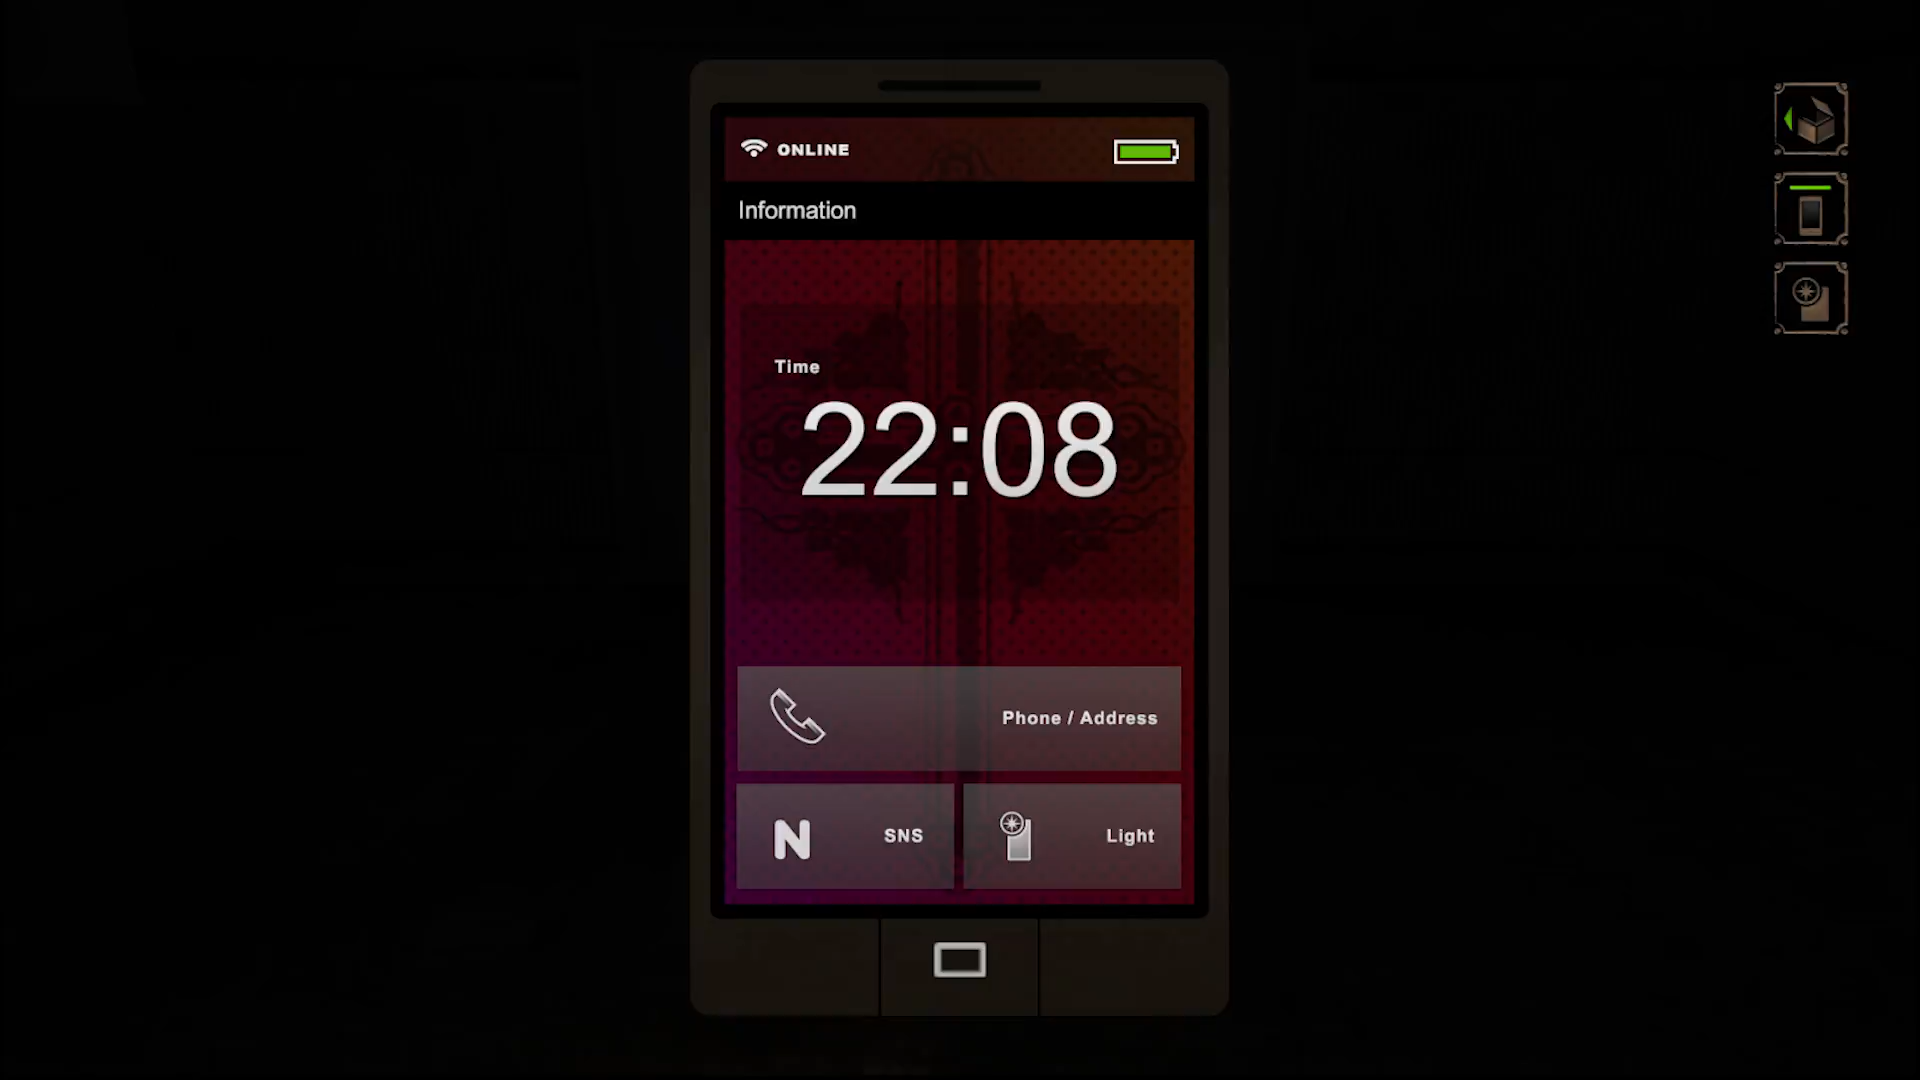 ONLINE
Information
Time
22:08
Phone / Address
N SNS
Light